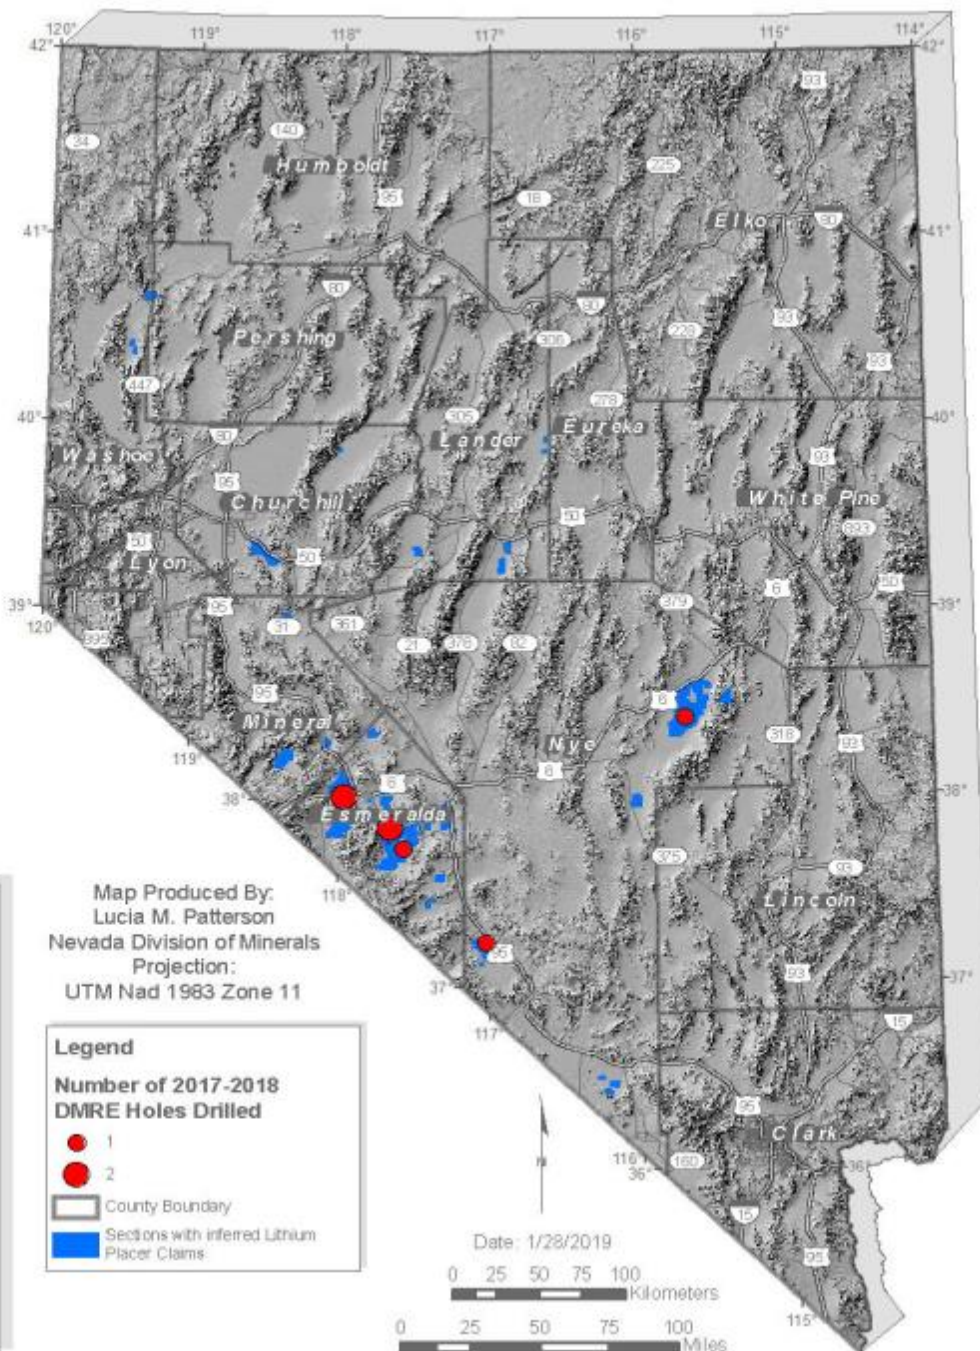 120°
119°
118°
117°
116°
115°
114°
42°
42°
93
140
34
Humboldt
225
95
18
Elko
80
41°
41°
80
80
Pershing
93
306
228
93
447
278
40°
305
40°
80
Lander
Eureka
Washoe
93
95
Churchill
White Pine
50
893
50
50
Lyon
6
50
39°
95
379
39°
120°
31
361
395
21
376
82
95
6
Mineral
Nye
318
93
119°
6
6
38°
38°
Esmeralda
375
93
118°
Lincoln
95
93
37°
37°
117°
15
95
Clark
116°
36°
160
36°
15
95
115°
Map Produced By:
Lucia M. Patterson
Nevada Division of Minerals
Projection:
UTM Nad 1983 Zone 11
Legend
Number of 2017-2018
DMRE Holes Drilled
1
2
County Boundary
Sections with inferred Lithium
Placer Claims
N
Date: 1/28/2019
0 25 50 75 100
Kilometers
0 25 50 75 100
Miles